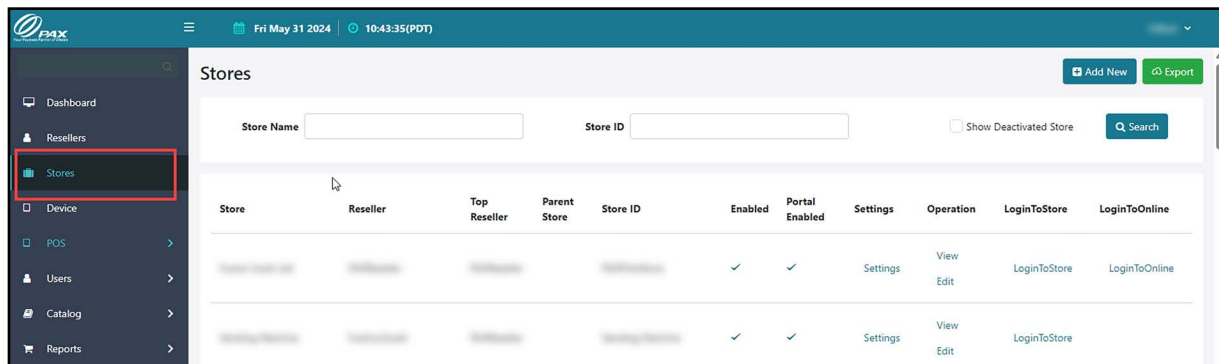 PAX
Fri May 31 2024
10:43:35(PDT)
Stores
Add New
Export
Dashboard
Resellers
Stores
Device
POS
Users
Catalog
Reports
Store Name
Store ID
Show Deactivated Store
Search
Store Reseller Top Reseller Parent Store Store ID Enabled Portal Enabled Settings Operation LoginToStore LoginToOnline
Settings View Edit LoginToStore LoginToOnline
Settings View Edit LoginToStore